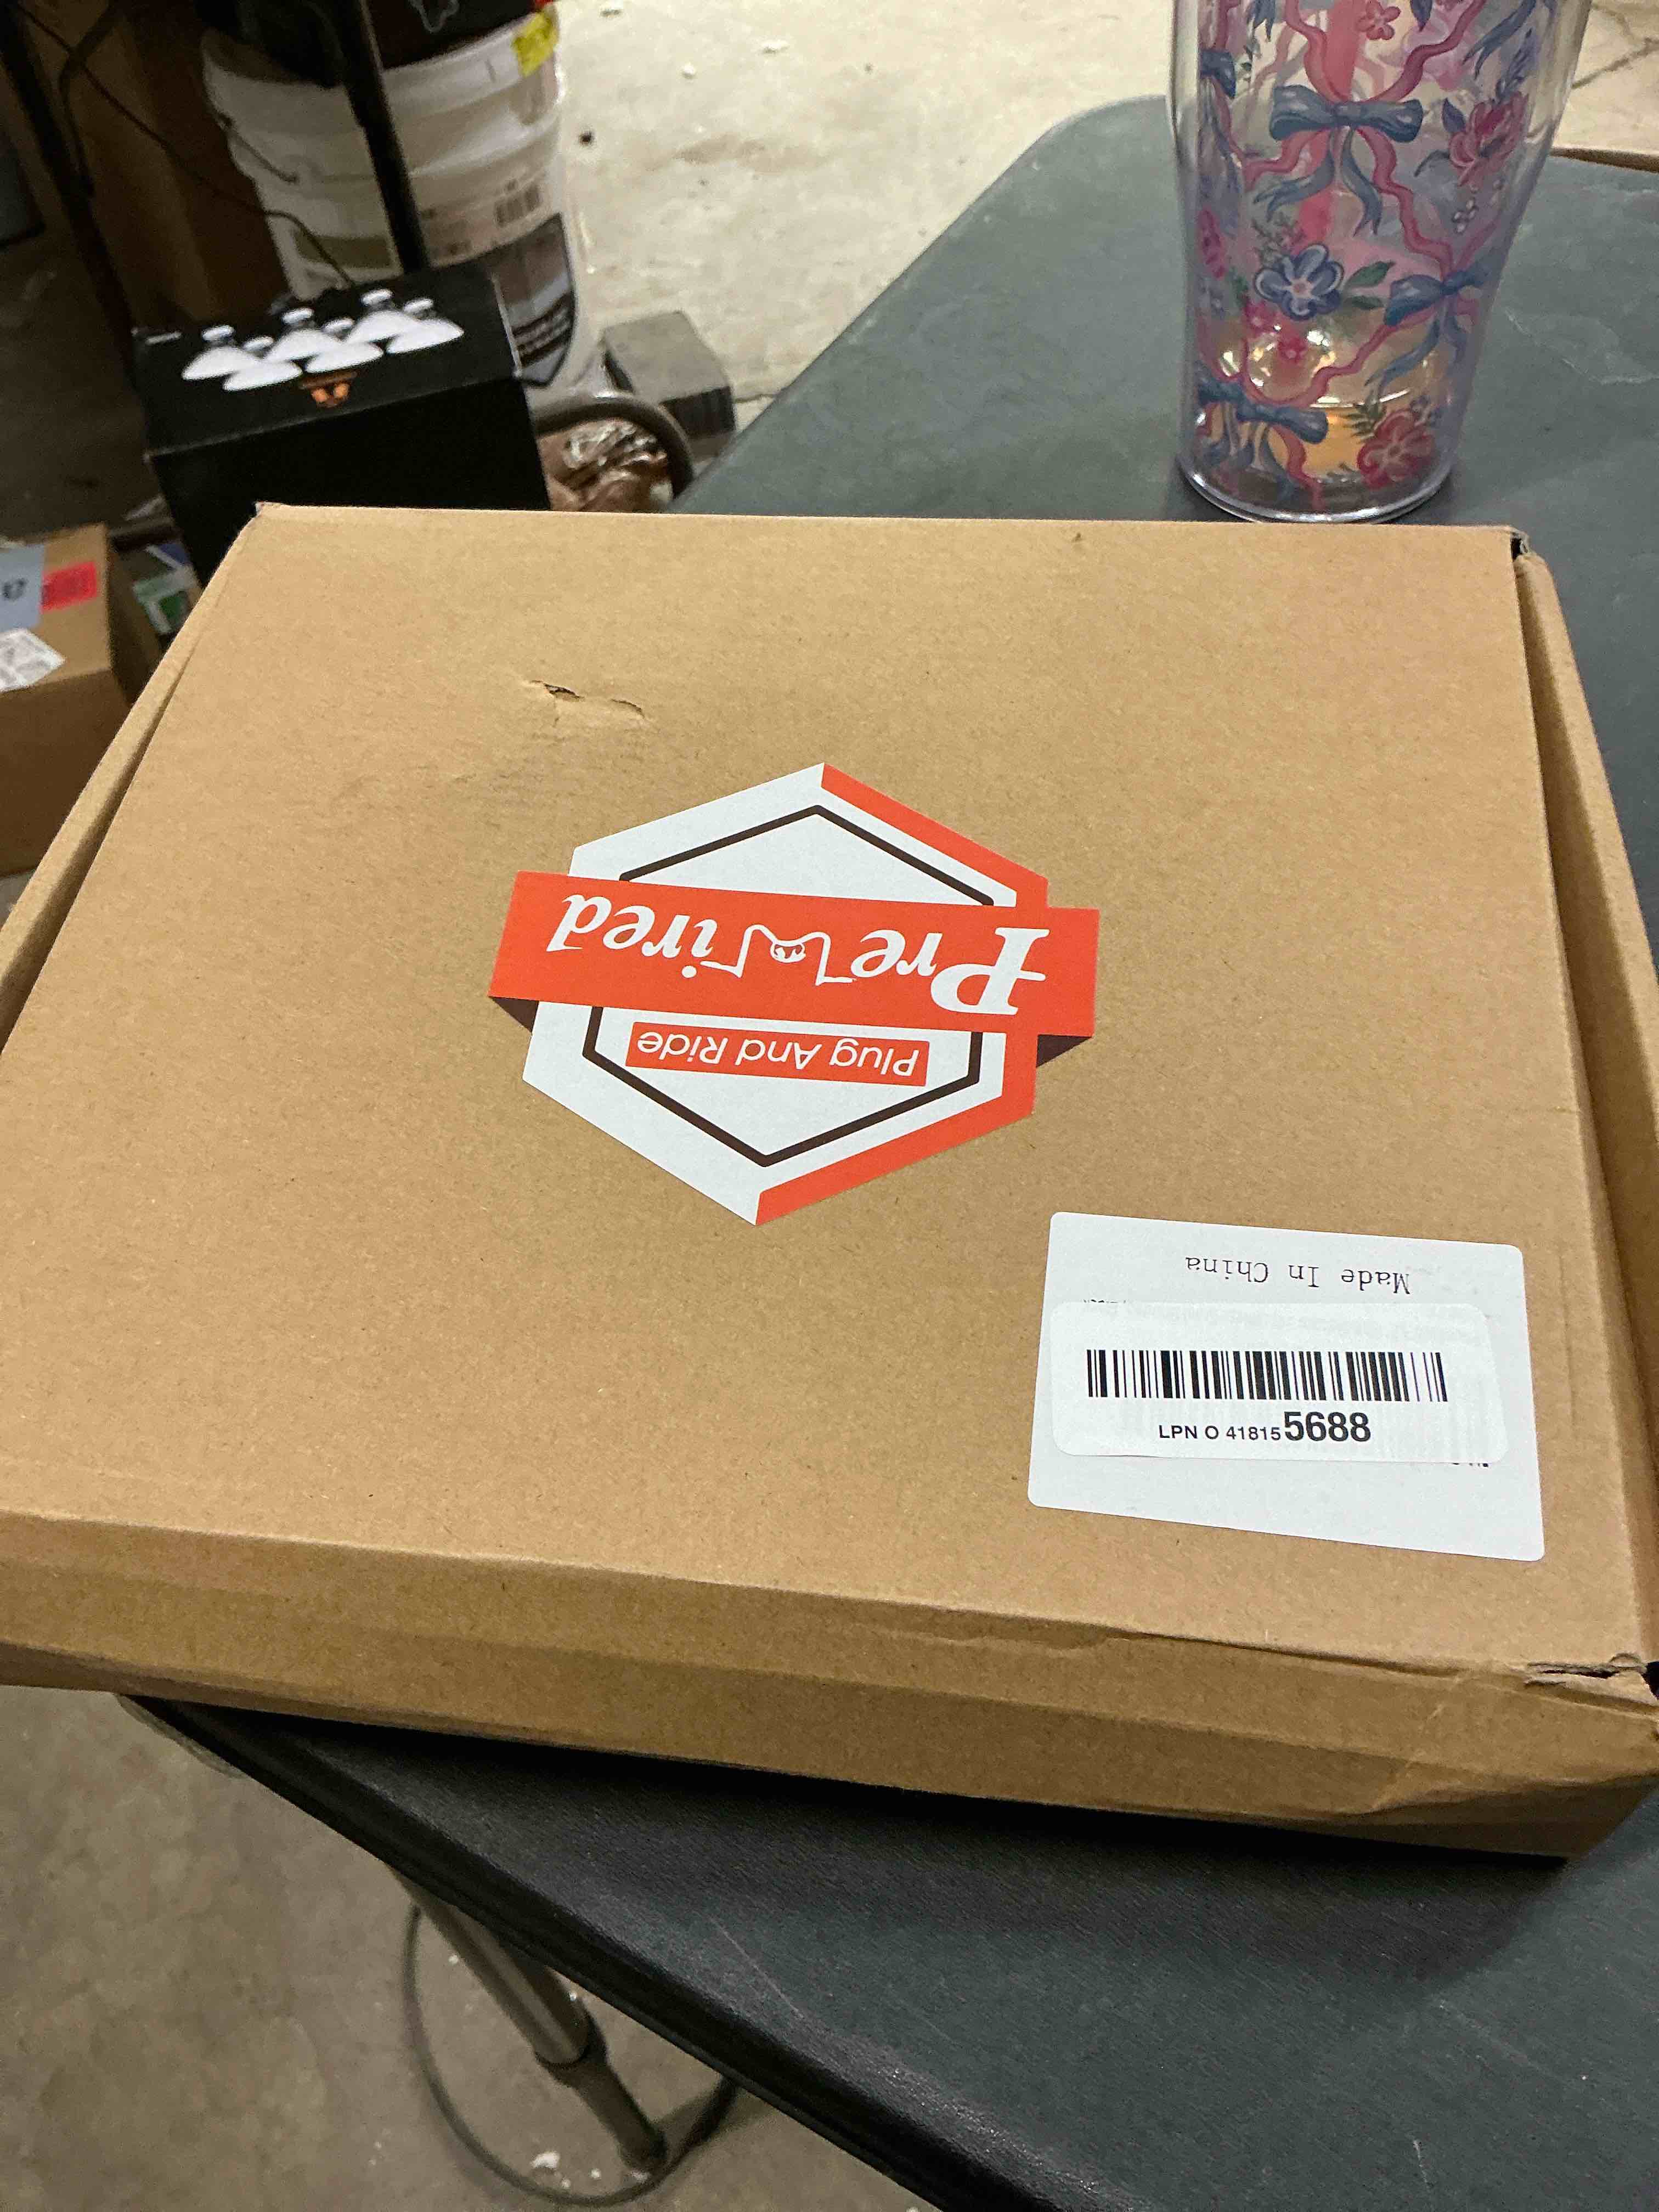 PreWired
Plug And Ride
Made In China
LPN O 418155688